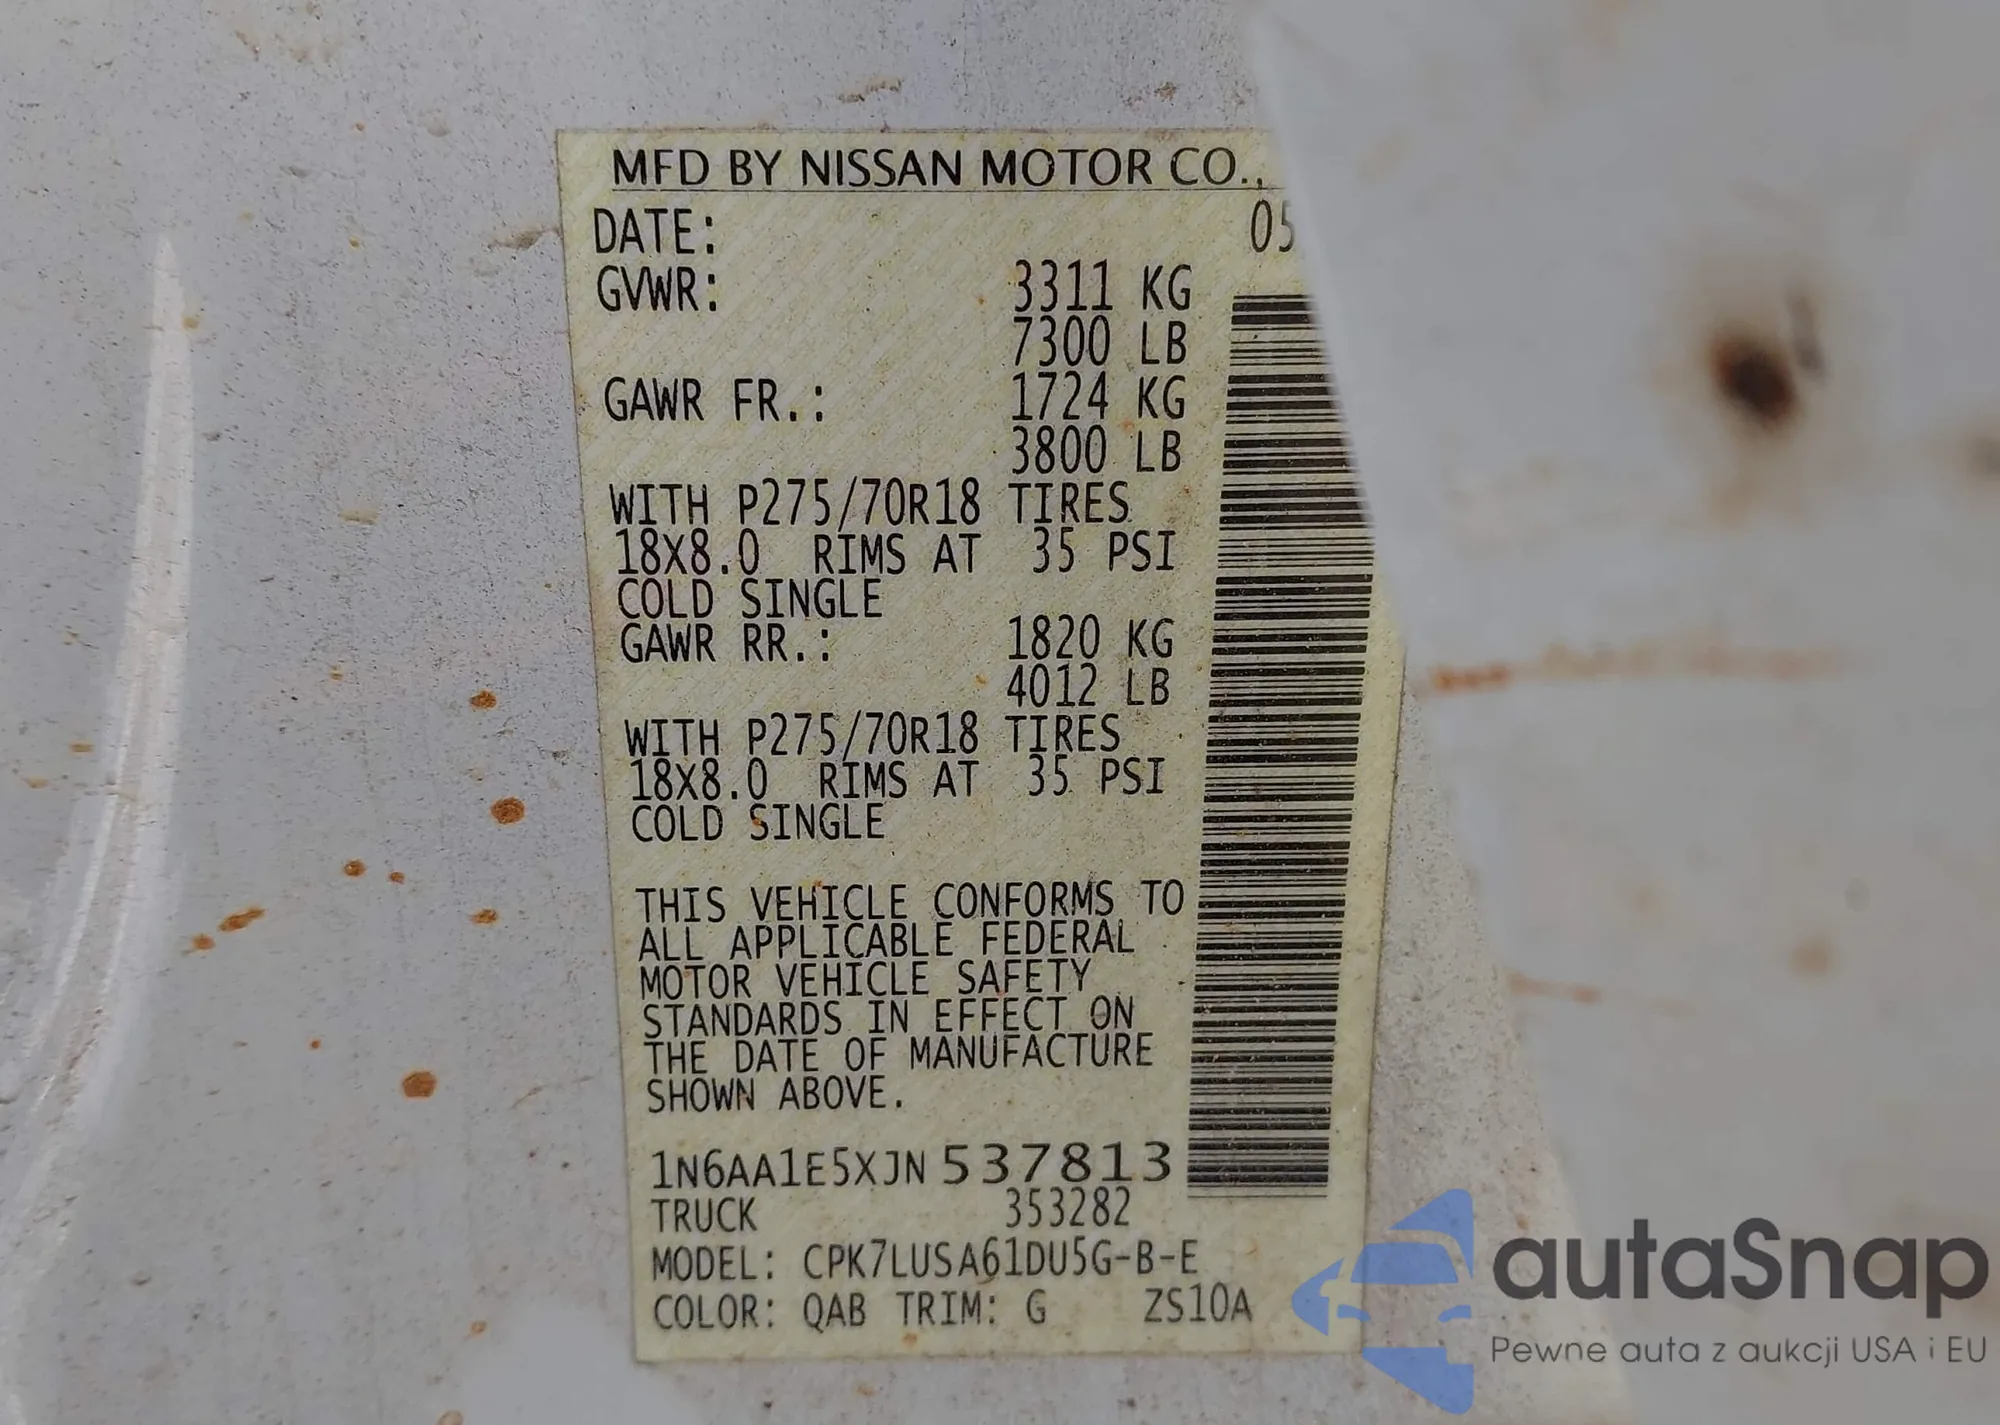 MFD BY NISSAN MOTOR CO.,
DATE: 05
GVWR: 3311 KG
7300 LB
GAWR FR.: 1724 KG
3800 LB
WITH P275/70R18 TIRES
18X8.0 RIMS AT 35 PSI
COLD SINGLE
GAWR RR.: 1820 KG
4012 LB
WITH P275/70R18 TIRES
18X8.0 RIMS AT 35 PSI
COLD SINGLE
THIS VEHICLE CONFORMS TO
ALL APPLICABLE FEDERAL
MOTOR VEHICLE SAFETY
STANDARDS IN EFFECT ON
THE DATE OF MANUFACTURE
SHOWN ABOVE.
1N6AA1E5XJN537813
TRUCK 353282
MODEL: CPK7LUSA61DU5G-B-E
COLOR: QAB TRIM: G ZS10A
autaSnap
Pewne auta z aukcji USA i EU